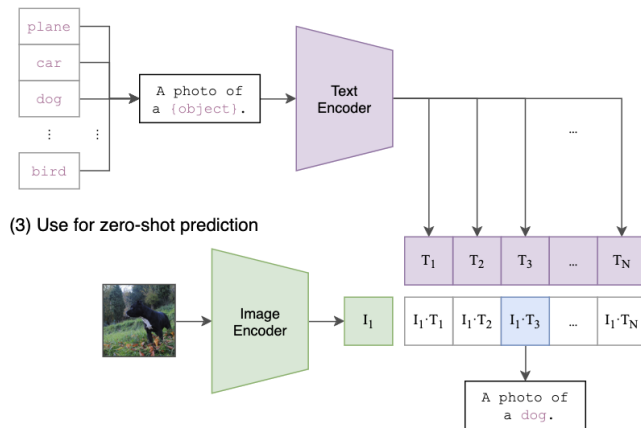 plane
car
dog
⋮ ⋮
bird
A photo of
a {object}.
Text
Encoder
...
(3) Use for zero-shot prediction
T1 T2 T3 ... TN
Image
Encoder
I1
I1·T1 I1·T2 I1·T3 ... I1·TN
A photo of
a dog.